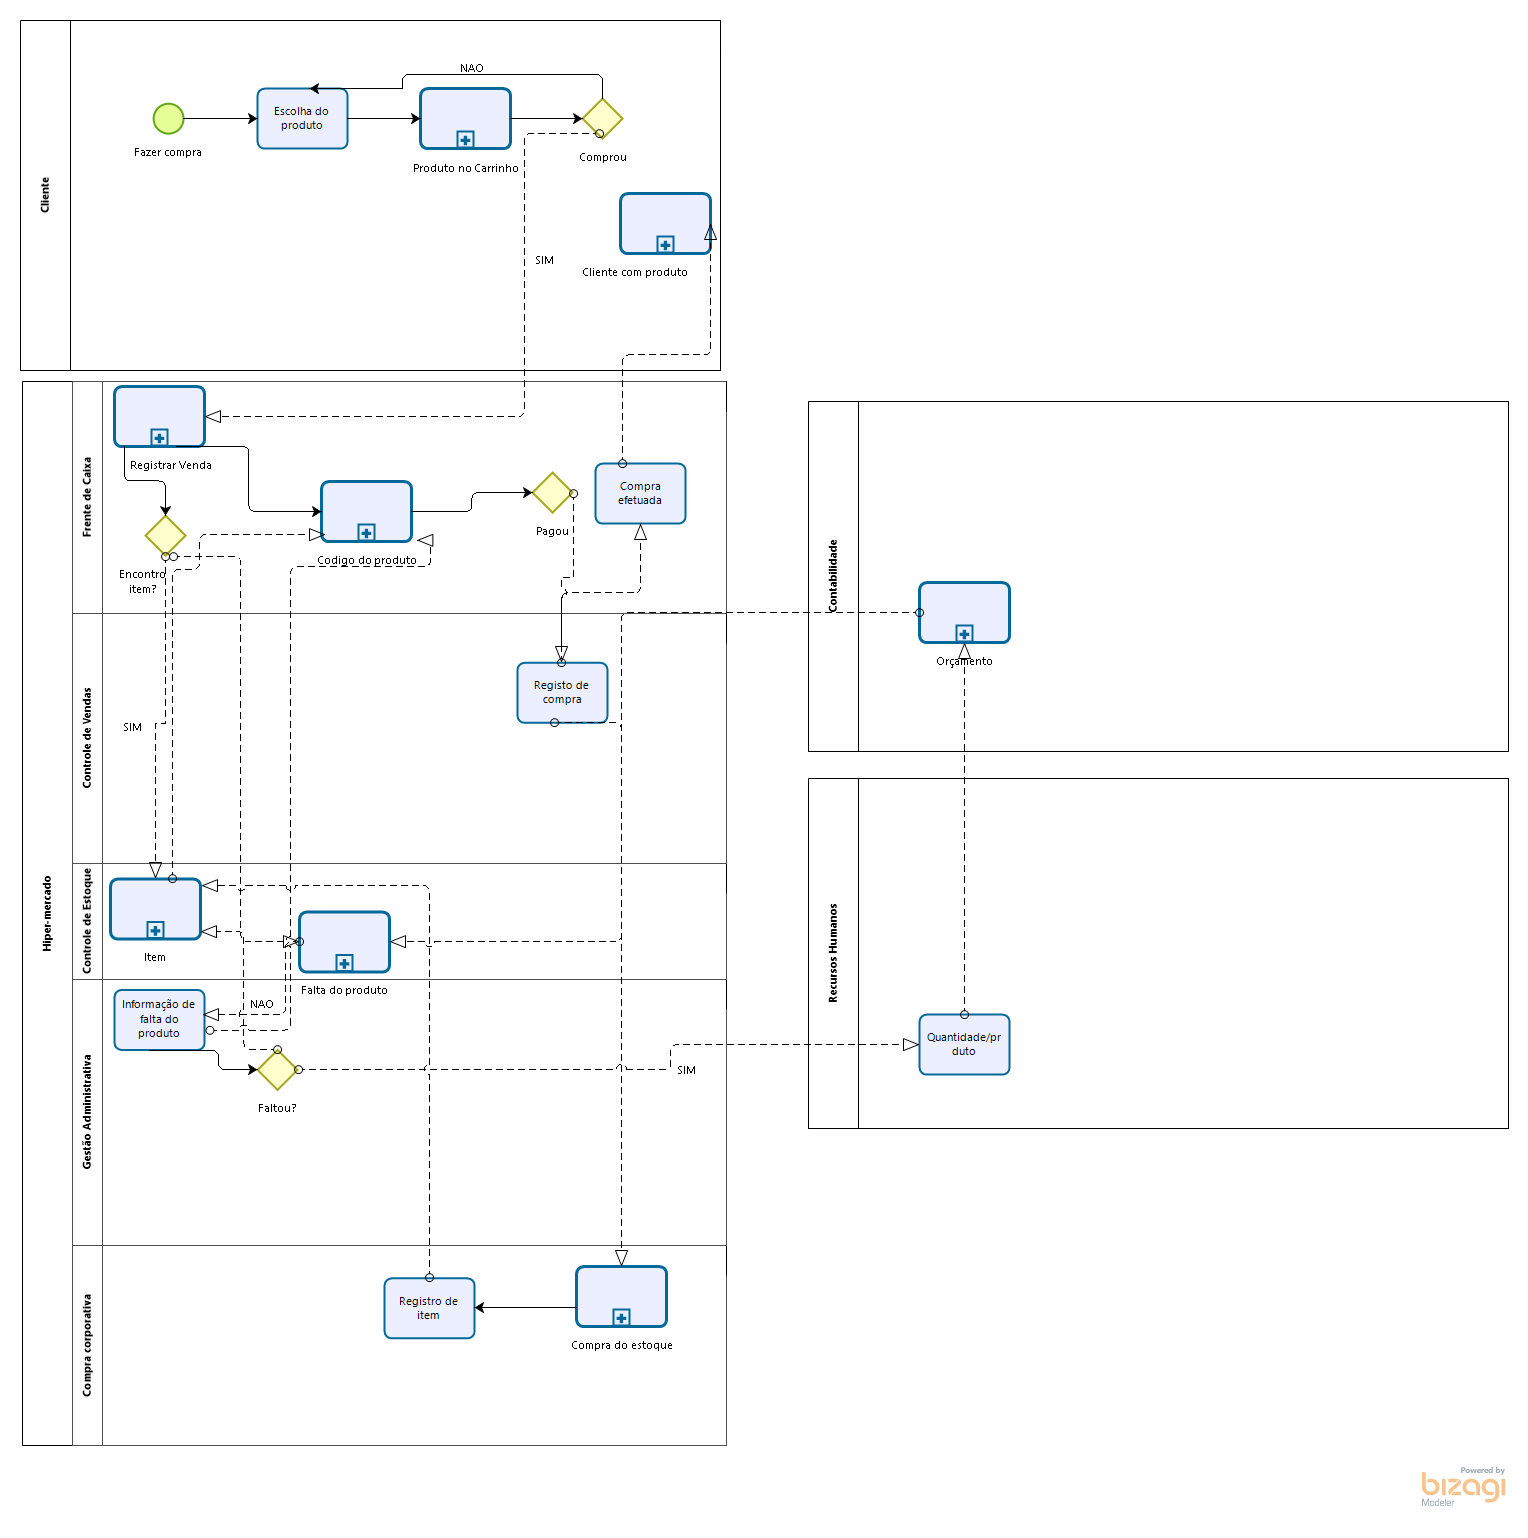 Cliente
NAO
Escolha do
produto
Fazer compra
Produto no Carrinho
Comprou
SIM
Cliente com produto
Hiper-mercado
Frente de Caixa
Registrar Venda
Compra
efetuada
Pagou
Codigo do produto
Encontro
item?
Contabilidade
Orçamento
Controle de Vendas
Registo de
compra
SIM
Controle de Estoque
Item
Falta do produto
Gestão Administrativa
Informação de
falta do
produto
NAO
Faltou?
SIM
Recursos Humanos
Quantidade/pr
duto
Compra corporativa
Registro de
item
Compra do estoque
Powered by
bizagi
Modeler